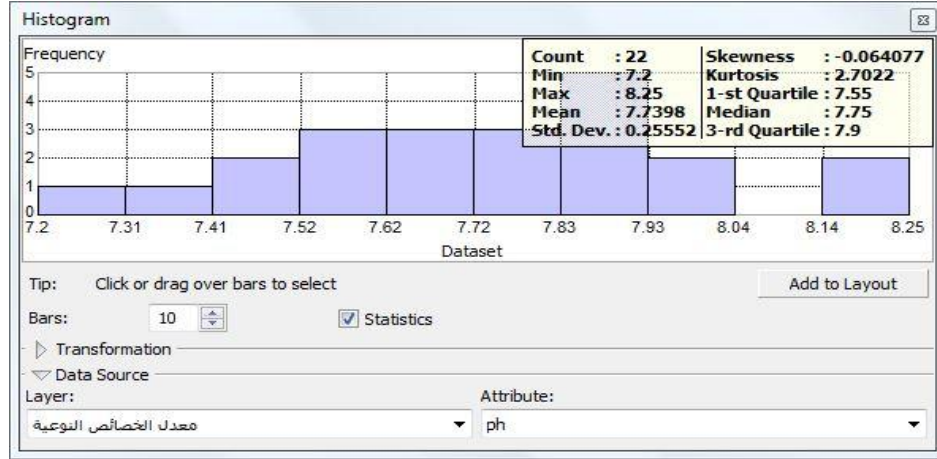 Histogram
Frequency
Count : 22 Skewness : -0.064077
Min : 7.2 Kurtosis : 2.7022
Max : 8.25 1-st Quartile : 7.55
Mean : 7.7398 Median : 7.75
Std. Dev. : 0.25552 3-rd Quartile : 7.9
5
4
3
2
1
0
7.2 7.31 7.41 7.52 7.62 7.72 7.83 7.93 8.04 8.14 8.25
Dataset
Tip: Click or drag over bars to select Add to Layout
Bars: 10 Statistics
Transformation
Data Source
Layer: Attribute:
معدل الخصائص النوعية ph